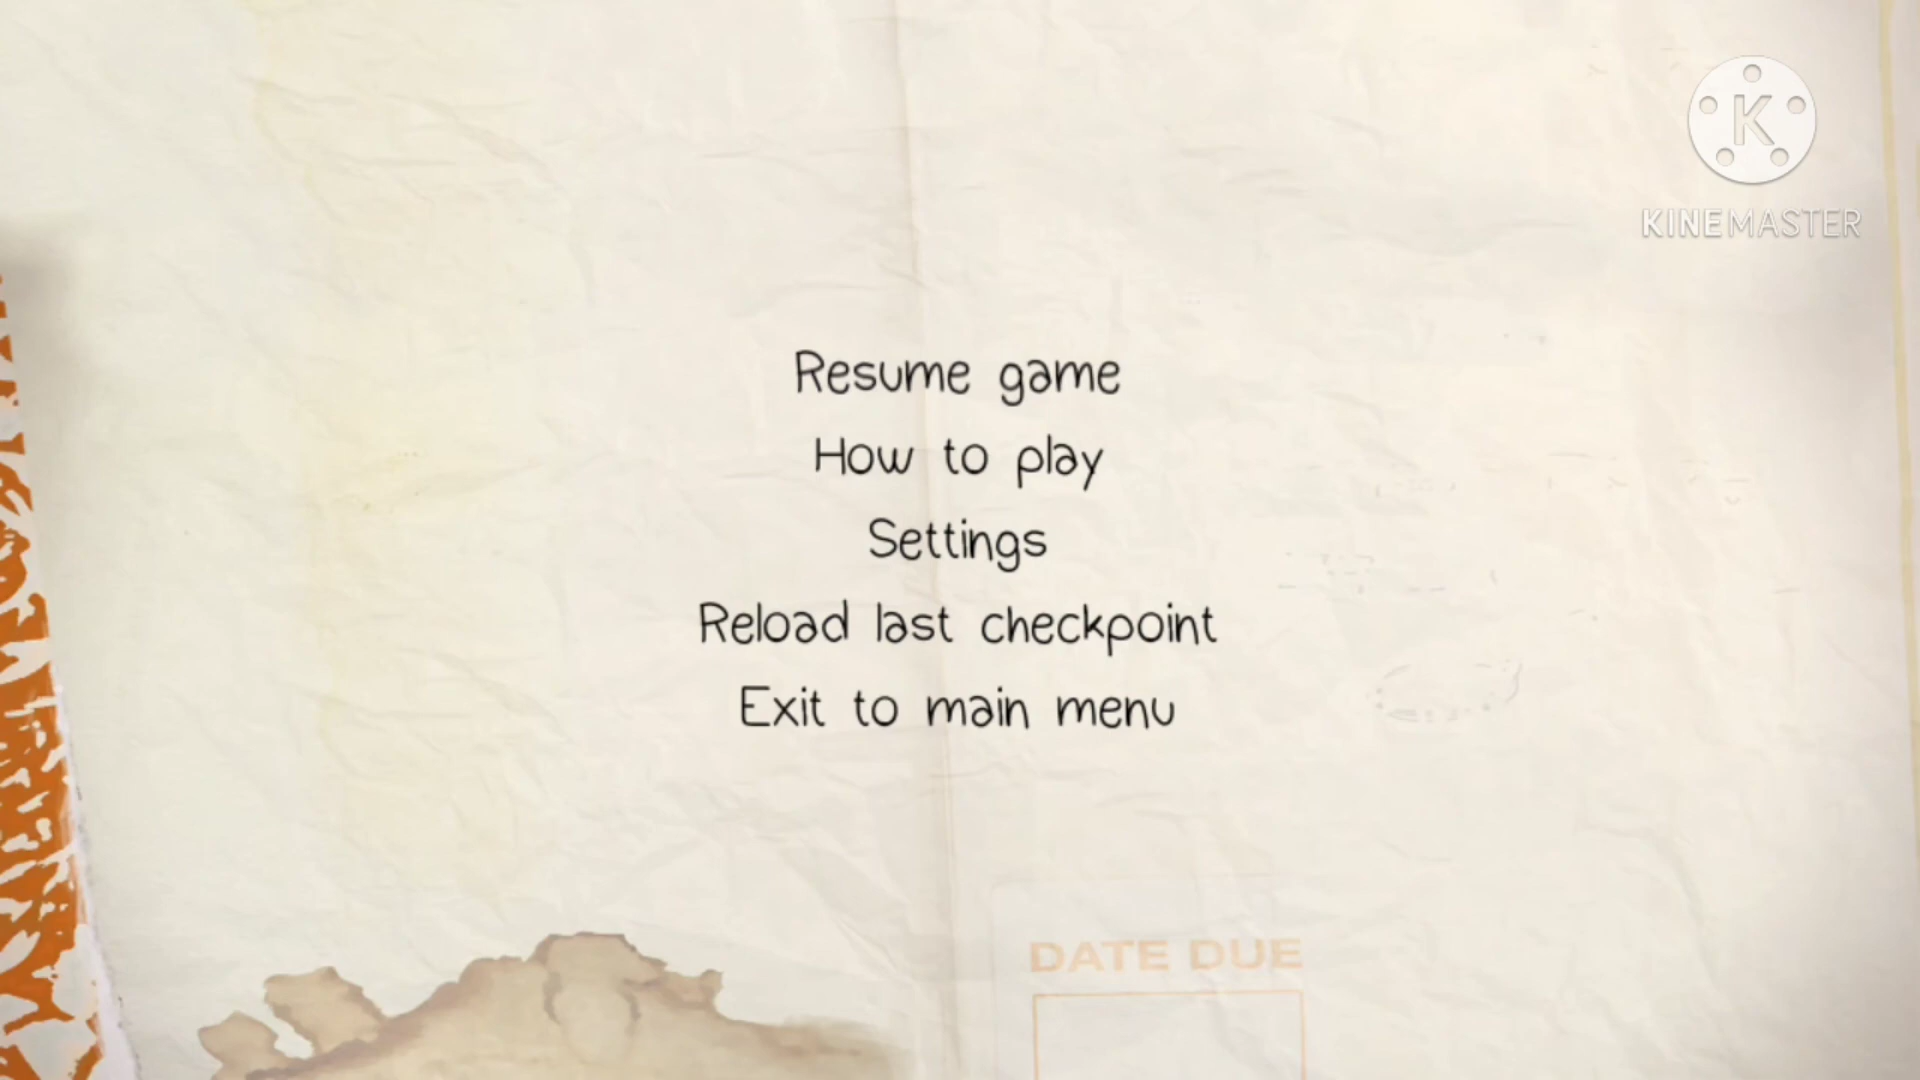 K
KINEMASTER
Resume game
How to play
Settings
Reload last checkpoint
Exit to main menu
DATE DUE